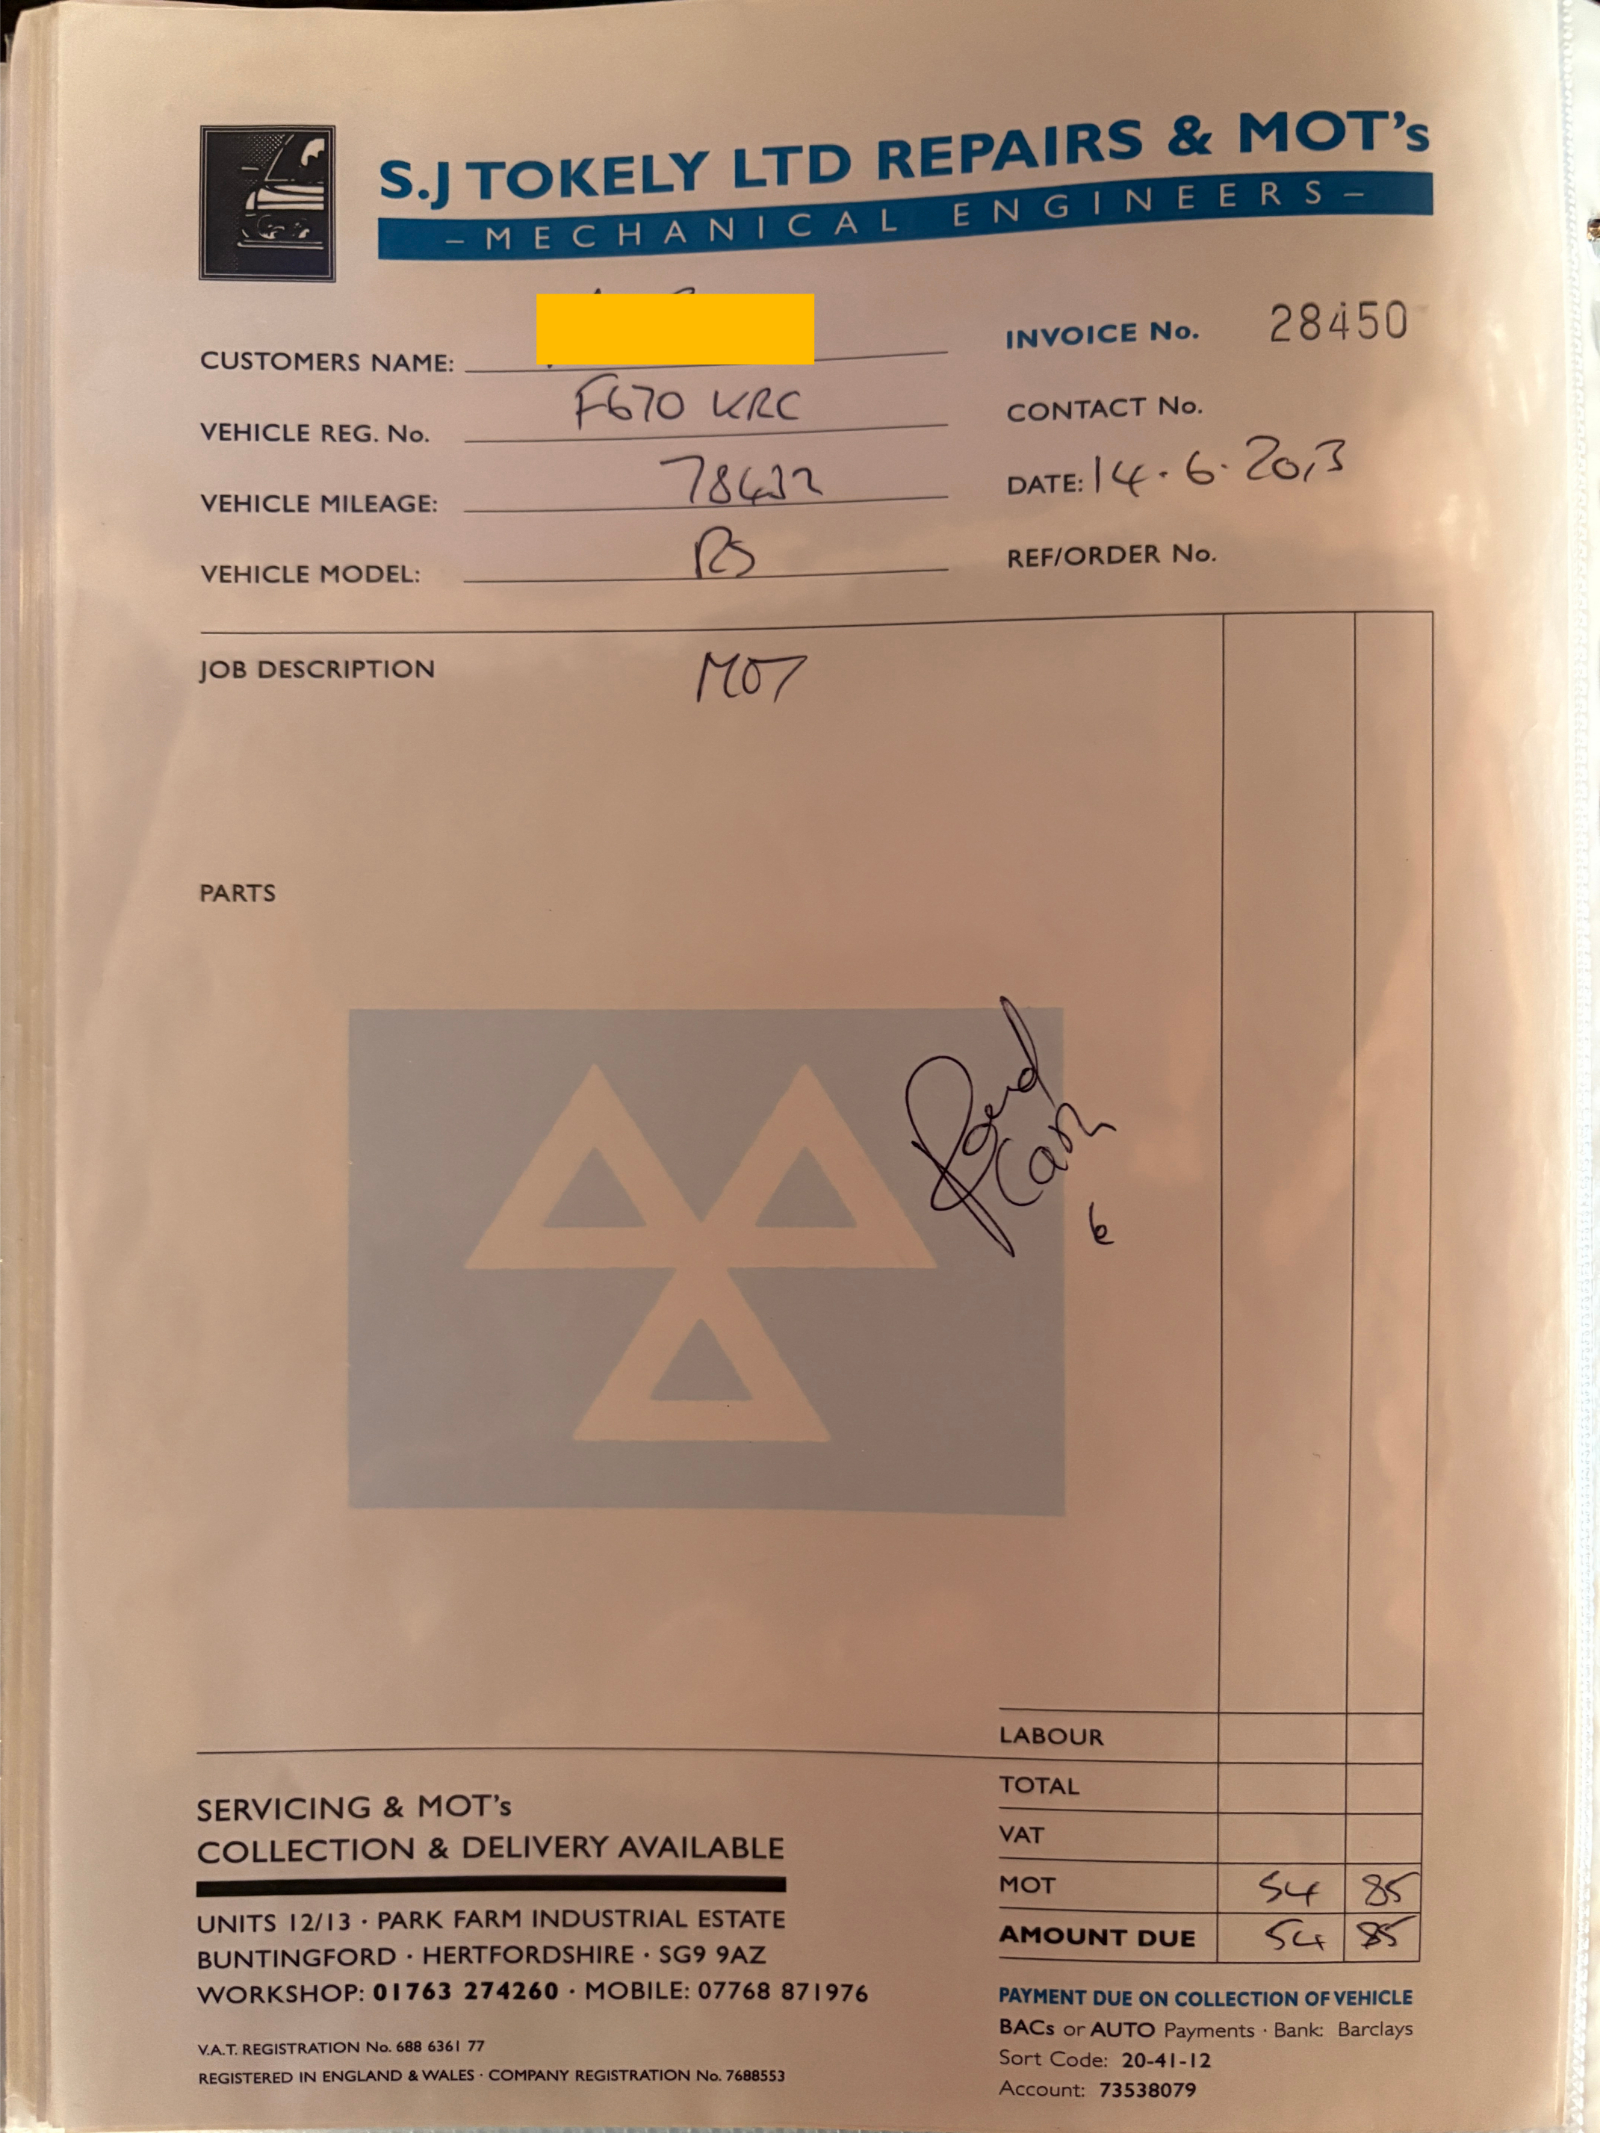 S.J TOKELY LTD REPAIRS & MOT's
– MECHANICAL ENGINEERS –
CUSTOMERS NAME:
INVOICE No. 28450
VEHICLE REG. No. F670 KRC
CONTACT No.
VEHICLE MILEAGE: 78432
DATE: 14.6.2013
VEHICLE MODEL: R5
REF/ORDER No.
JOB DESCRIPTION MOT
PARTS
Paid
Cash
LABOUR
TOTAL
VAT
MOT 54 85
AMOUNT DUE 54 85
SERVICING & MOT's
COLLECTION & DELIVERY AVAILABLE
UNITS 12/13 · PARK FARM INDUSTRIAL ESTATE
BUNTINGFORD · HERTFORDSHIRE · SG9 9AZ
WORKSHOP: 01763 274260 · MOBILE: 07768 871976
V.A.T. REGISTRATION No. 688 6361 77
REGISTERED IN ENGLAND & WALES · COMPANY REGISTRATION No. 7688553
PAYMENT DUE ON COLLECTION OF VEHICLE
BACs or AUTO Payments · Bank: Barclays
Sort Code: 20-41-12
Account: 73538079